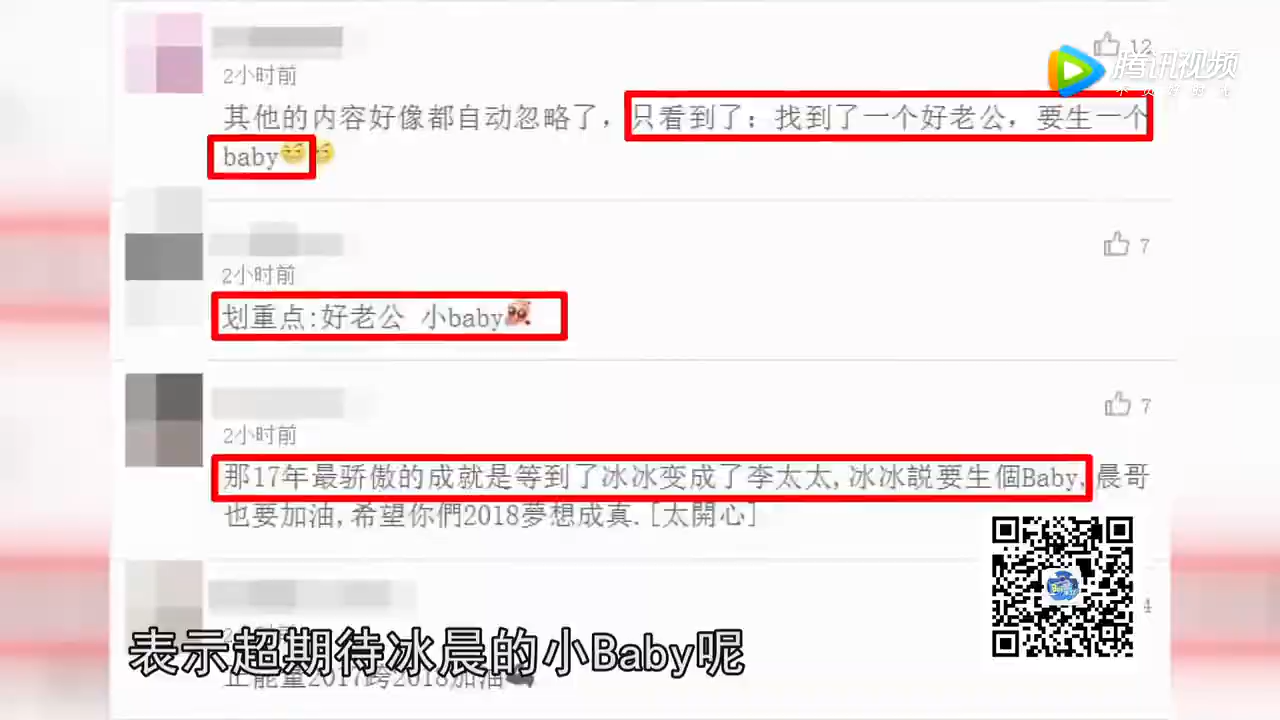 12
腾讯视频
不负好时光
2小时前
其他的内容好像都自动忽略了，只看到了：找到了一个好老公，要生一个
baby
7
2小时前
划重点:好老公 小baby
7
2小时前
那17年最骄傲的成就是等到了冰冰变成了李太太,冰冰説要生個Baby,晨哥
也要加油,希望你們2018夢想成真.[太開心]
4
表示超期待冰晨的小Baby呢
正能量2017跨2018加油